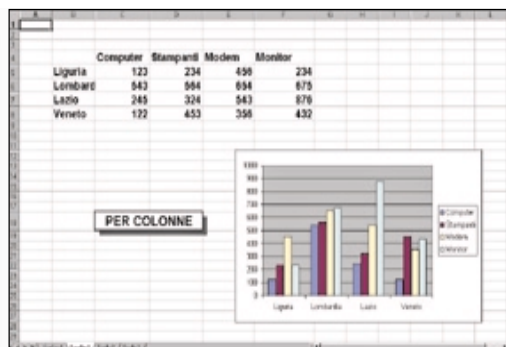 Computer Stampanti Modem Monitor
Liguria 123 234 456 234
Lombard 543 564 654 675
Lazio 245 324 543 876
Veneto 122 453 356 432
PER COLONNE
1000
900
800
700
600
500
400
300
200
100
0
Liguria Lombardia Lazio Veneto
Computer
Stampanti
Modem
Monitor